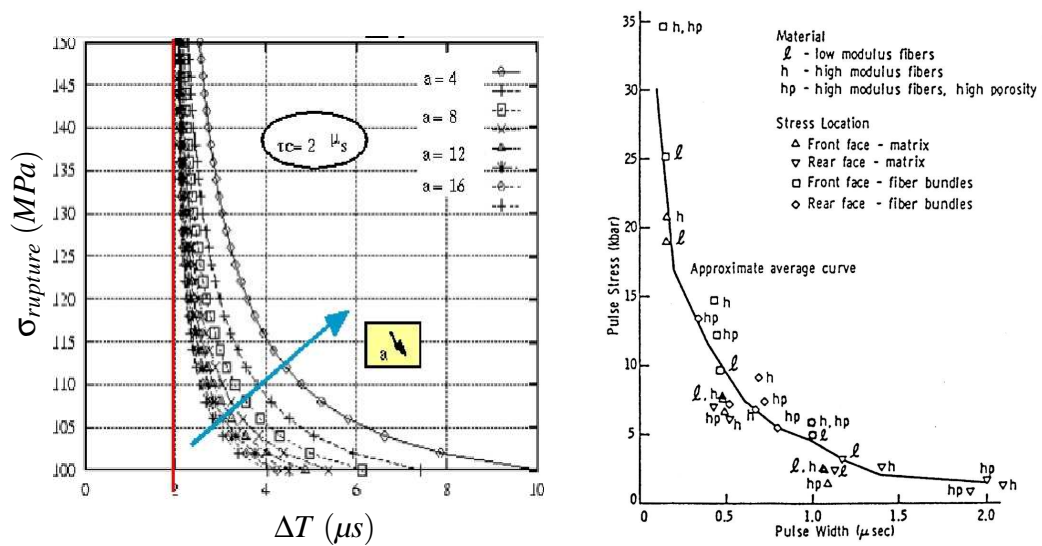 150
145
140
135
130
125
120
115
110
105
100
σrupture (MPa)
a = 4
a = 8
a = 12
a = 16
τc= 2 μs
a
2
4
6
8
10
ΔT (μs)
35
30
25
20
15
10
5
0
Pulse Stress (kbar)
h, hp
Material
ℓ - low modulus fibers
h - high modulus fibers
hp - high modulus fibers, high porosity
Stress Location
△ Front face - matrix
▽ Rear face - matrix
□ Front face - fiber bundles
◇ Rear face - fiber bundles
ℓ
h
ℓ
Approximate average curve
h
hp
hp
ℓ
h
hp
ℓ, h
hp
h
h
hp
h, hp
ℓ
ℓ
ℓ, h
ℓ
hp
h
hp
hp
h
0
0.5
1.0
1.5
2.0
Pulse Width (μsec)